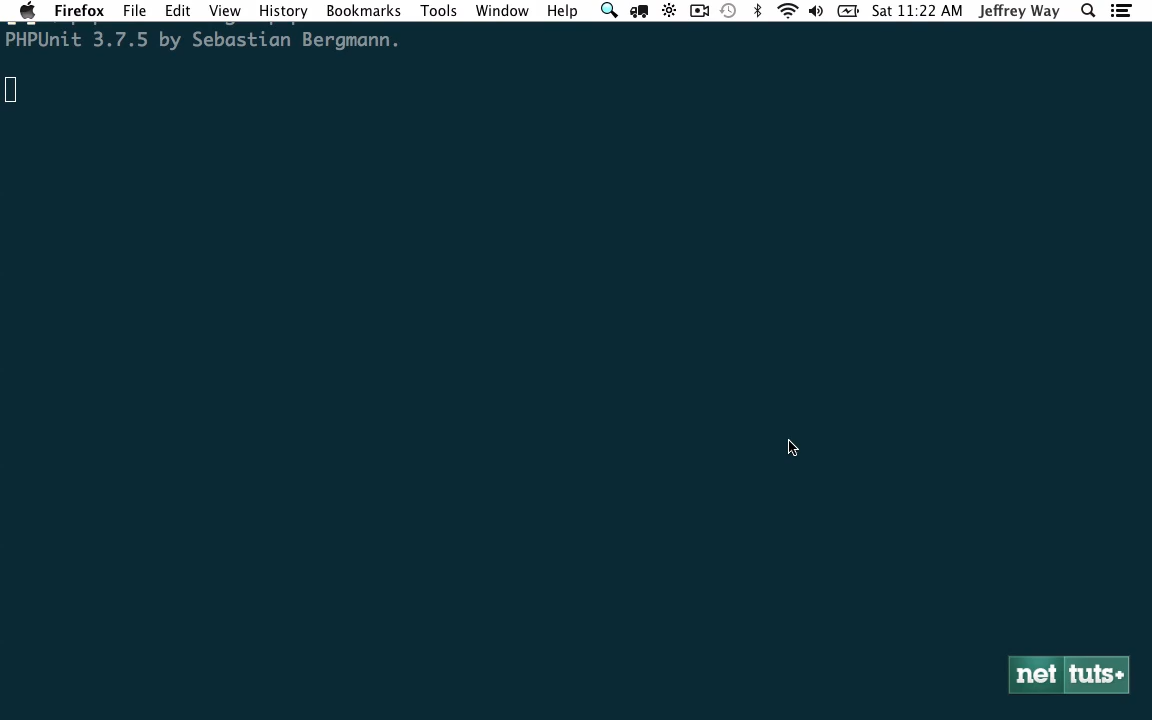 Firefox File Edit View History Bookmarks Tools Window Help Sat 11:22 AM Jeffrey Way
PHPUnit 3.7.5 by Sebastian Bergmann.
net tuts+